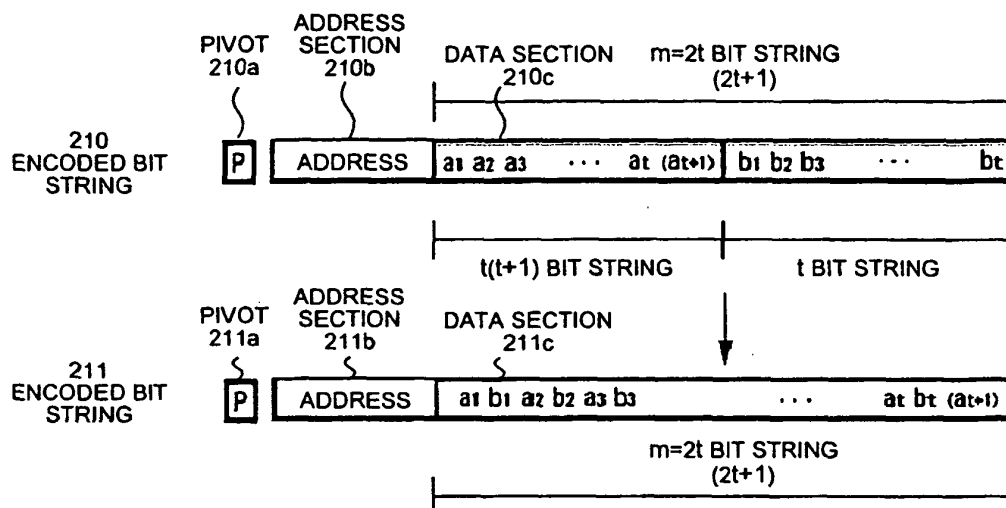 PIVOT
210a
ADDRESS
SECTION
210b
DATA SECTION
210c
m=2t BIT STRING
(2t+1)
210
ENCODED BIT
STRING
P
ADDRESS
a1 a2 a3 ··· at (at+1) b1 b2 b3 ··· bt
t(t+1) BIT STRING
t BIT STRING
PIVOT
211a
ADDRESS
SECTION
211b
DATA SECTION
211c
211
ENCODED BIT
STRING
P
ADDRESS
a1 b1 a2 b2 a3 b3 ··· at bt (at+1)
m=2t BIT STRING
(2t+1)